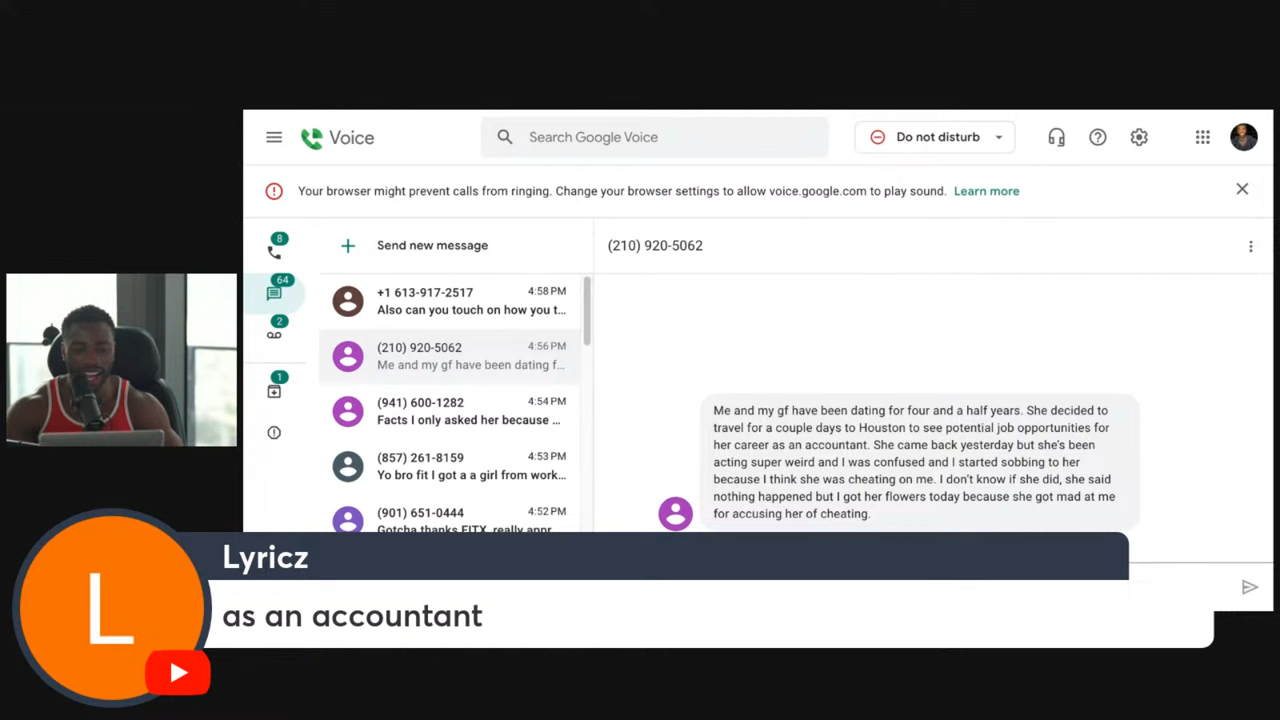 Voice
Search Google Voice
Do not disturb
Your browser might prevent calls from ringing. Change your browser settings to allow voice.google.com to play sound. Learn more
8
64
2
1
Send new message
+1 613-917-2517 4:58 PM
Also can you touch on how you t...
(210) 920-5062 4:56 PM
Me and my gf have been dating f...
(941) 600-1282 4:54 PM
Facts I only asked her because ...
(857) 261-8159 4:53 PM
Yo bro fit I got a a girl from work...
(901) 651-0444 4:52 PM
Gotcha thanks FITX, really appr
(210) 920-5062
Me and my gf have been dating for four and a half years. She decided to
travel for a couple days to Houston to see potential job opportunities for
her career as an accountant. She came back yesterday but she's been
acting super weird and I was confused and I started sobbing to her
because I think she was cheating on me. I don't know if she did, she said
nothing happened but I got her flowers today because she got mad at me
for accusing her of cheating.
L
Lyricz
as an accountant